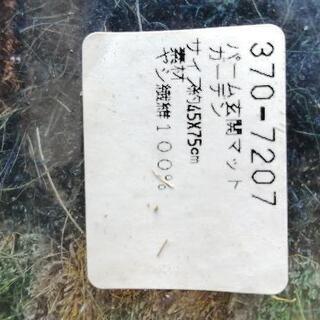 370-7207
パーム玄関マット
ガーデン
サイズ約45X75cm
素材
ヤシ繊維100%